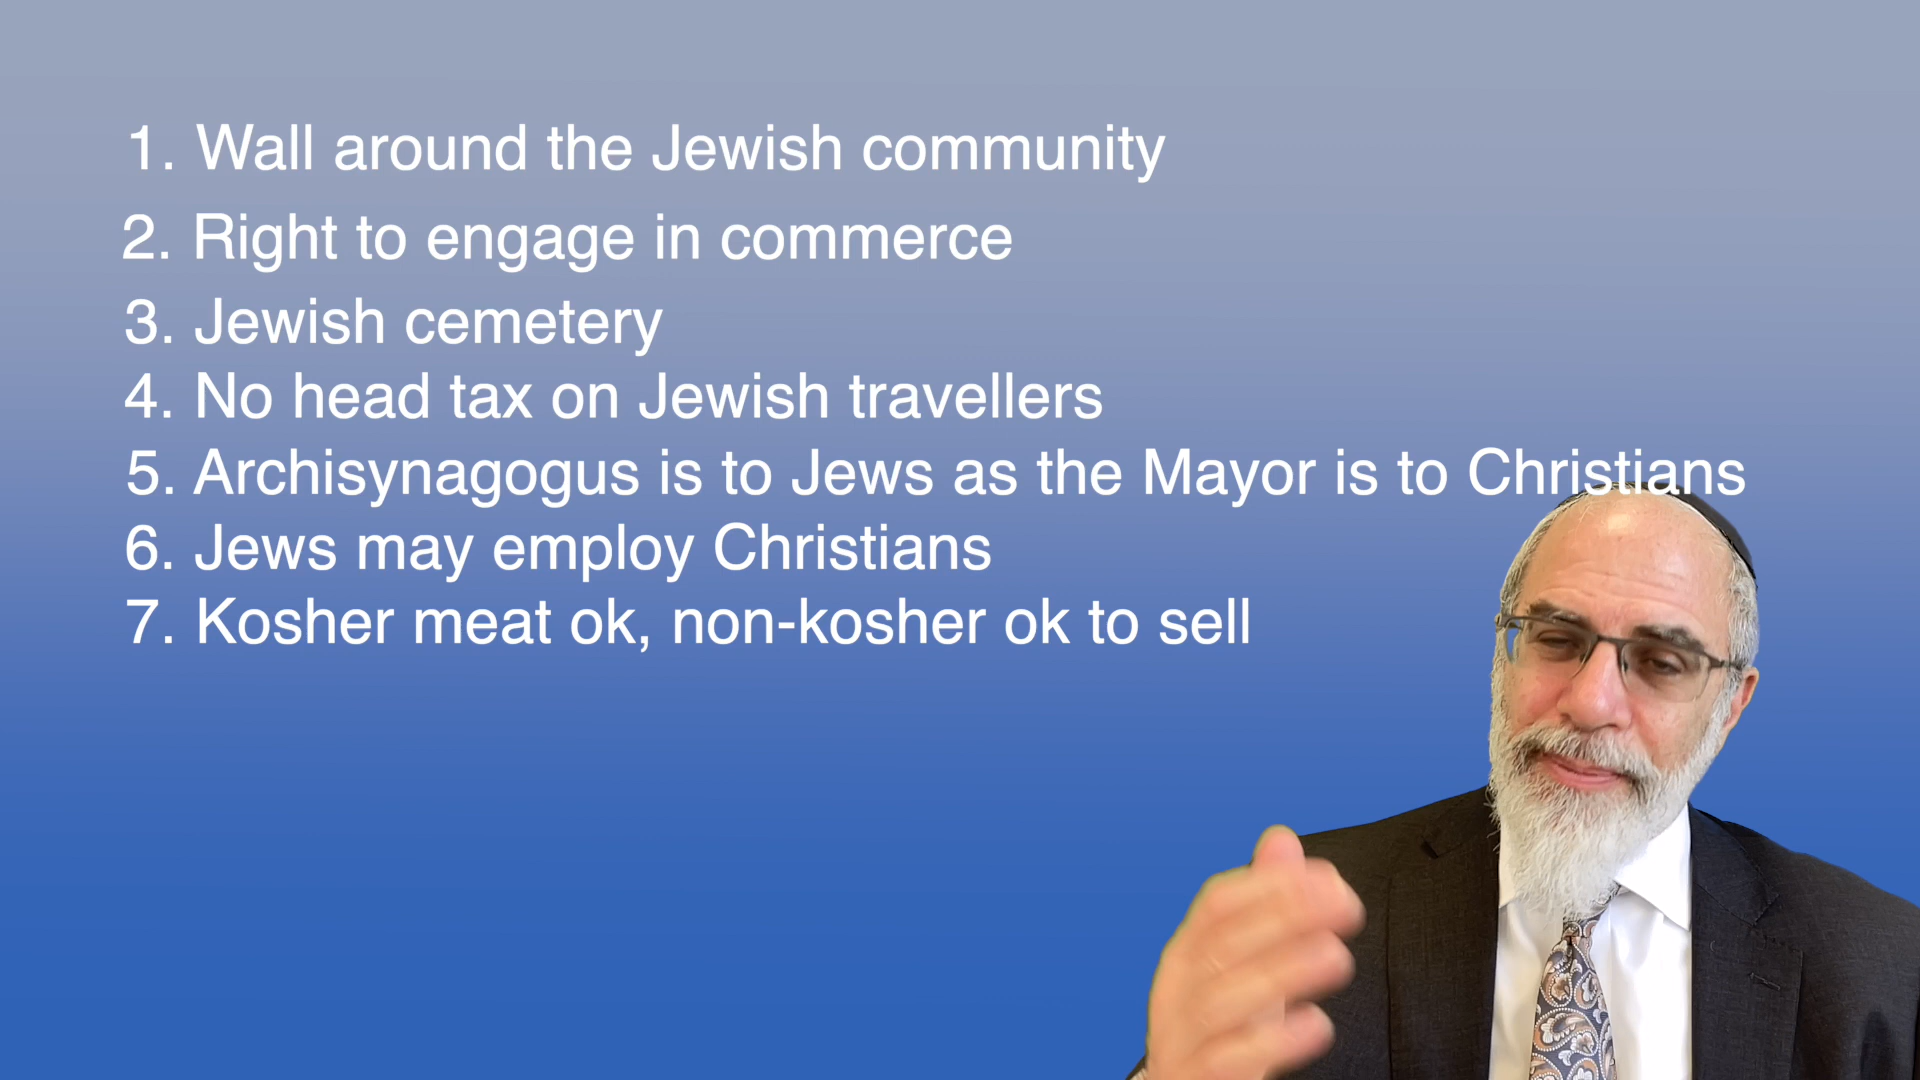 1. Wall around the Jewish community
2. Right to engage in commerce
3. Jewish cemetery
4. No head tax on Jewish travellers
5. Archisynagogus is to Jews as the Mayor is to Christians
6. Jews may employ Christians
7. Kosher meat ok, non-kosher ok to sell